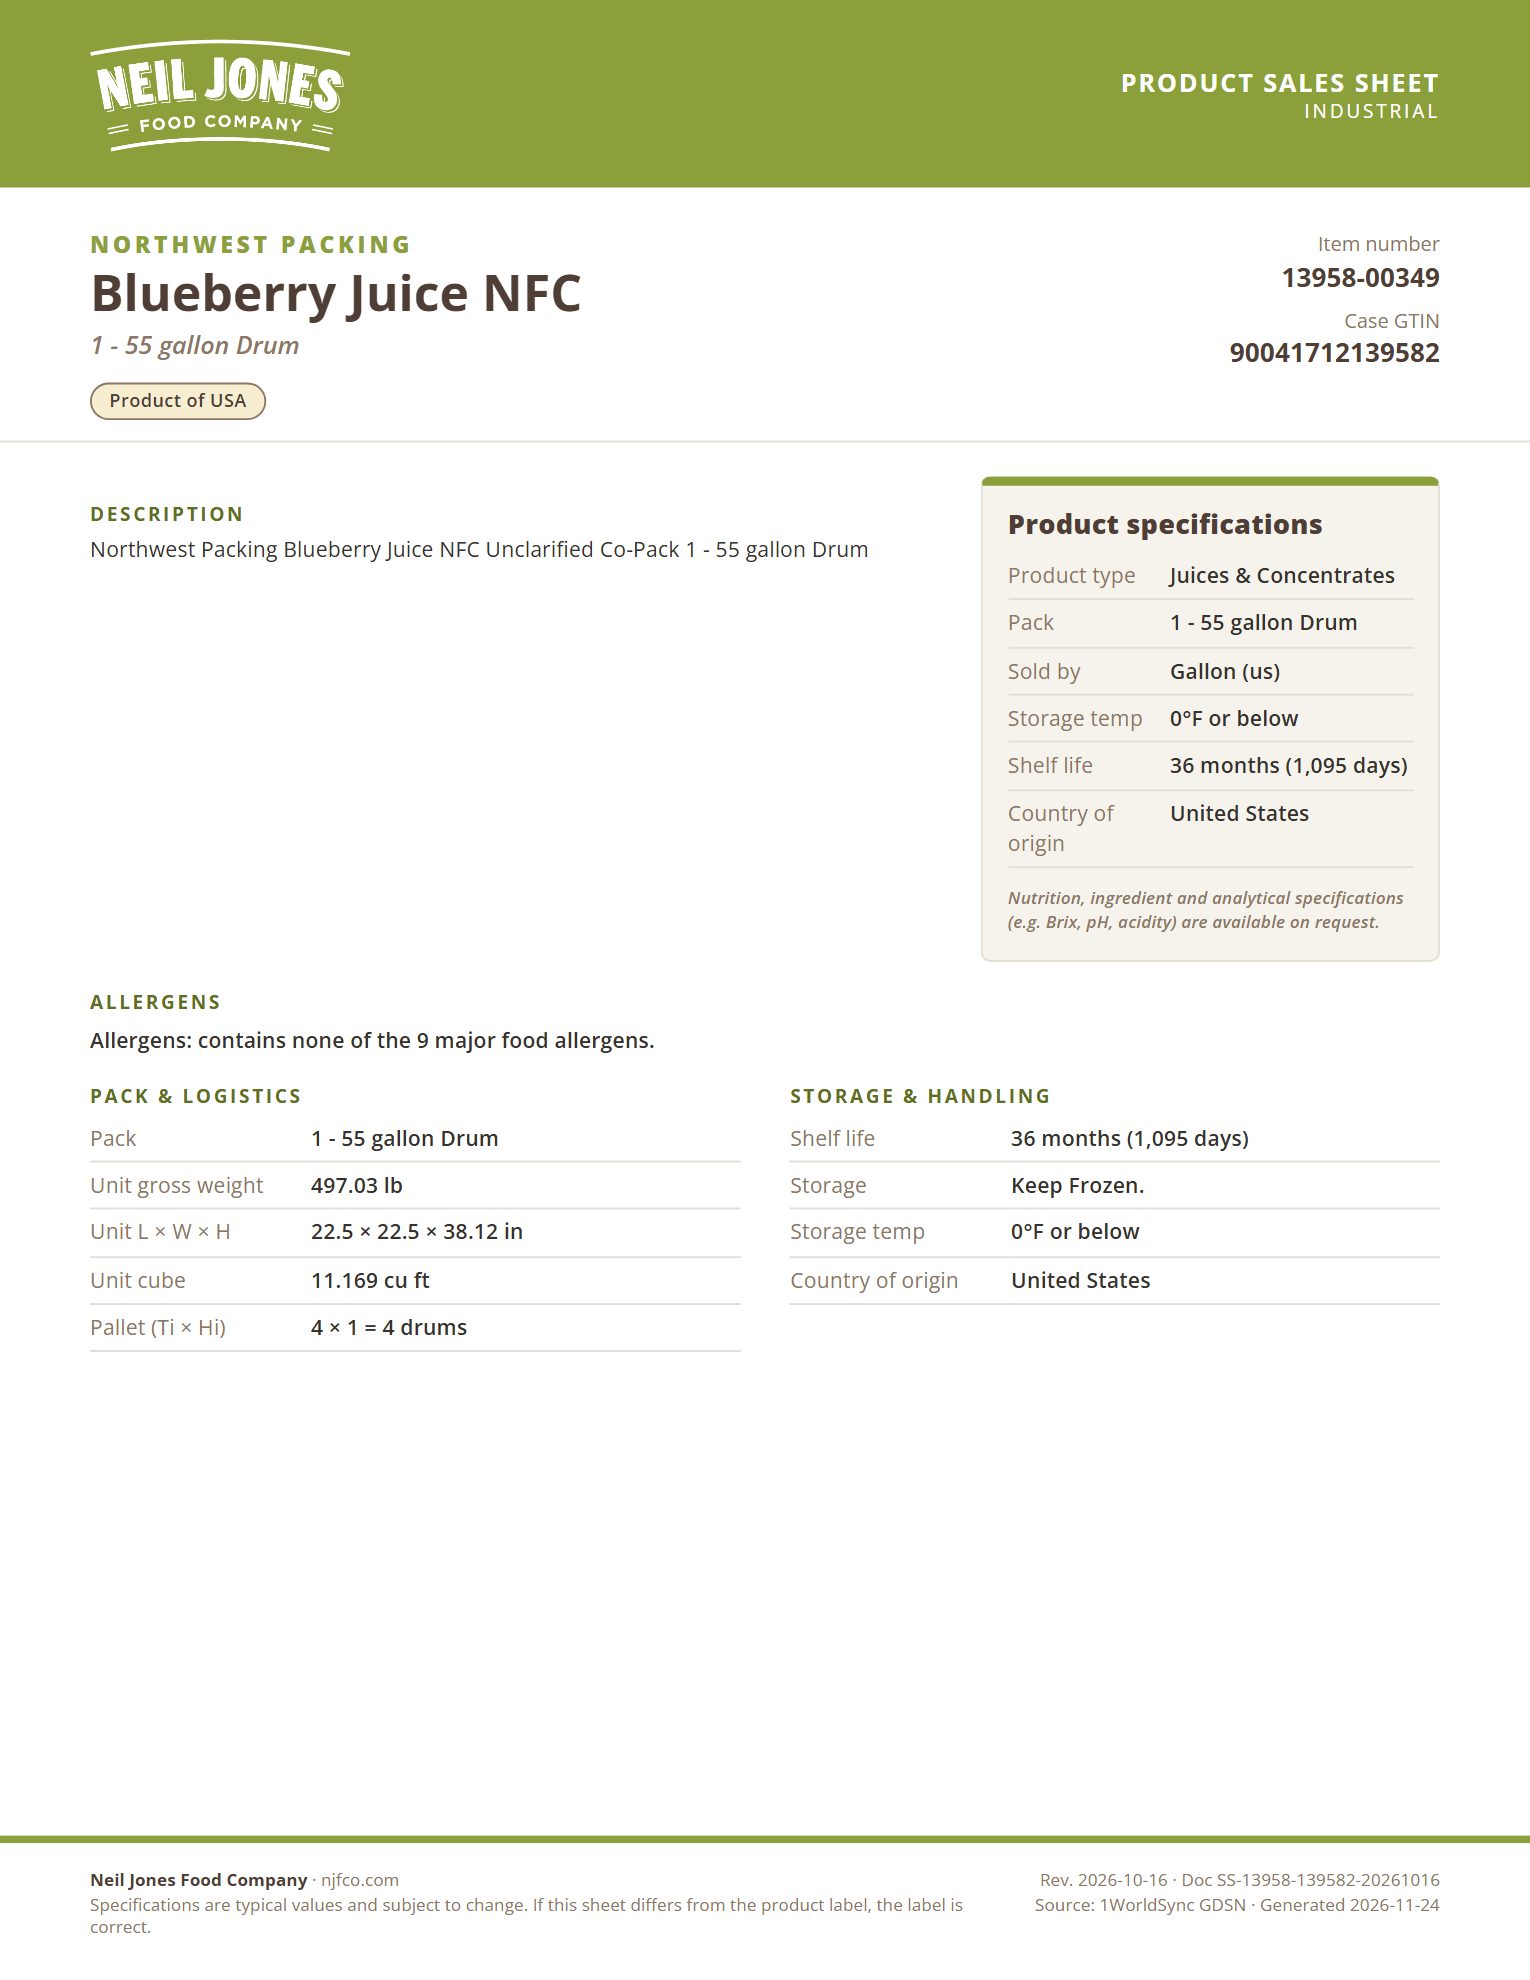 NEIL JONES
FOOD COMPANY
PRODUCT SALES SHEET
INDUSTRIAL
NORTHWEST PACKING
Blueberry Juice NFC
1 - 55 gallon Drum
Product of USA
Item number
13958-00349
Case GTIN
90041712139582
DESCRIPTION
Northwest Packing Blueberry Juice NFC Unclarified Co-Pack 1 - 55 gallon Drum
Product specifications
Product type Juices & Concentrates
Pack 1 - 55 gallon Drum
Sold by Gallon (us)
Storage temp 0°F or below
Shelf life 36 months (1,095 days)
Country of United States
origin
Nutrition, ingredient and analytical specifications
(e.g. Brix, pH, acidity) are available on request.
ALLERGENS
Allergens: contains none of the 9 major food allergens.
PACK & LOGISTICS
Pack 1 - 55 gallon Drum
Unit gross weight 497.03 lb
Unit L × W × H 22.5 × 22.5 × 38.12 in
Unit cube 11.169 cu ft
Pallet (Ti × Hi) 4 × 1 = 4 drums
STORAGE & HANDLING
Shelf life 36 months (1,095 days)
Storage Keep Frozen.
Storage temp 0°F or below
Country of origin United States
Neil Jones Food Company · njfco.com
Specifications are typical values and subject to change. If this sheet differs from the product label, the label is
correct.
Rev. 2026-10-16 · Doc SS-13958-139582-20261016
Source: 1WorldSync GDSN · Generated 2026-11-24